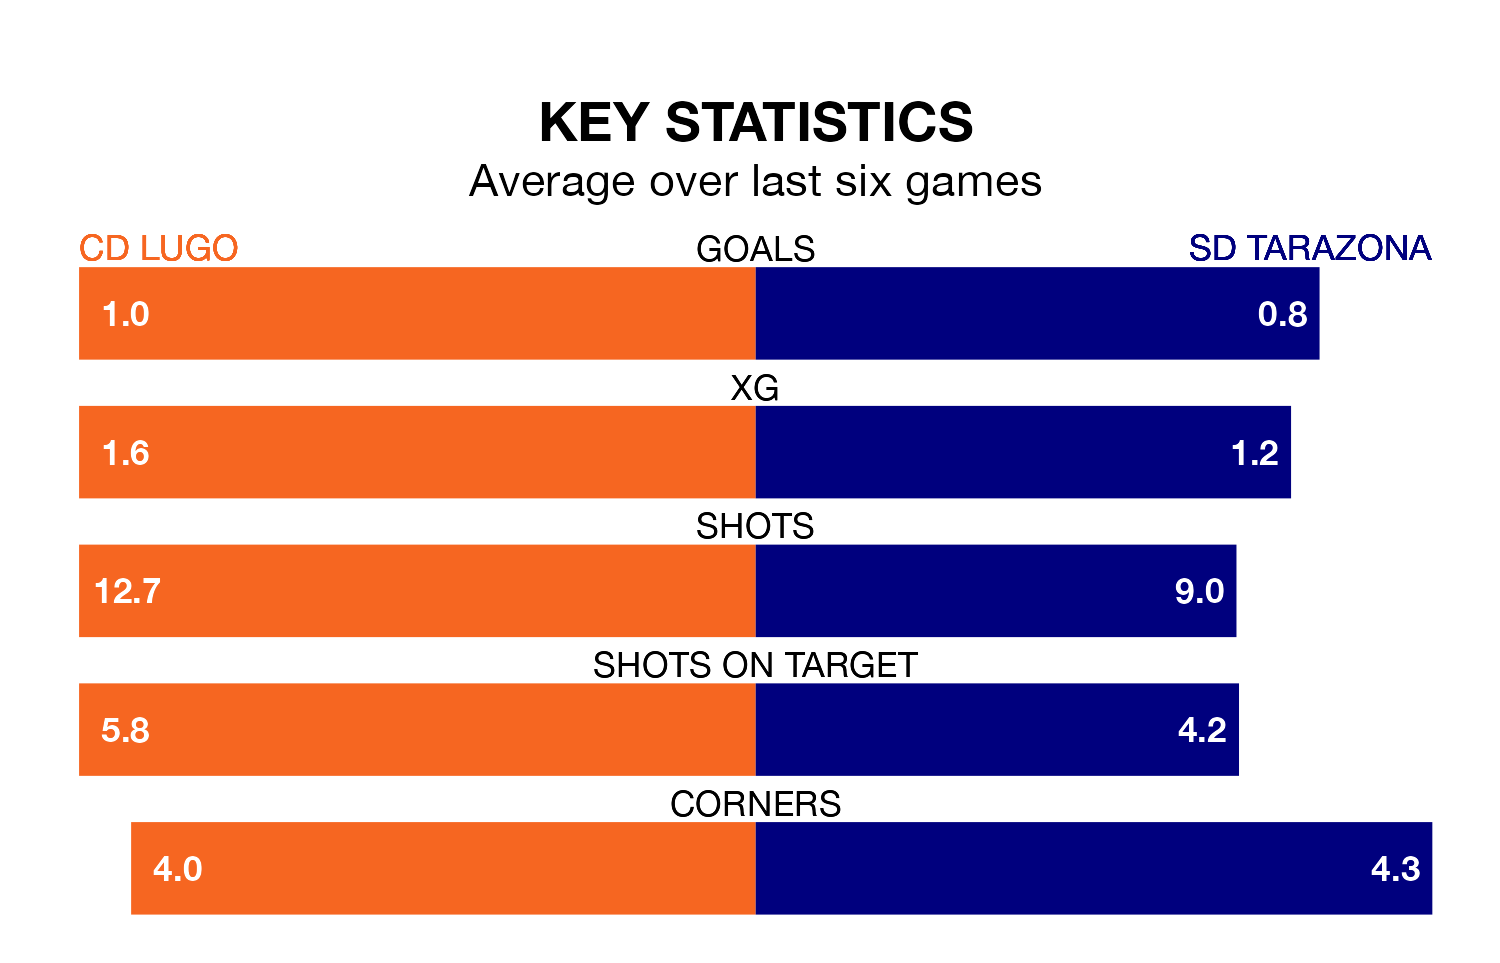 KEY STATISTICS
Average over last six games
CD LUGO GOALS SD TARAZONA
1.0 0.8
XG
1.6 1.2
SHOTS
12.7 9.0
SHOTS ON TARGET
5.8 4.2
CORNERS
4.0 4.3